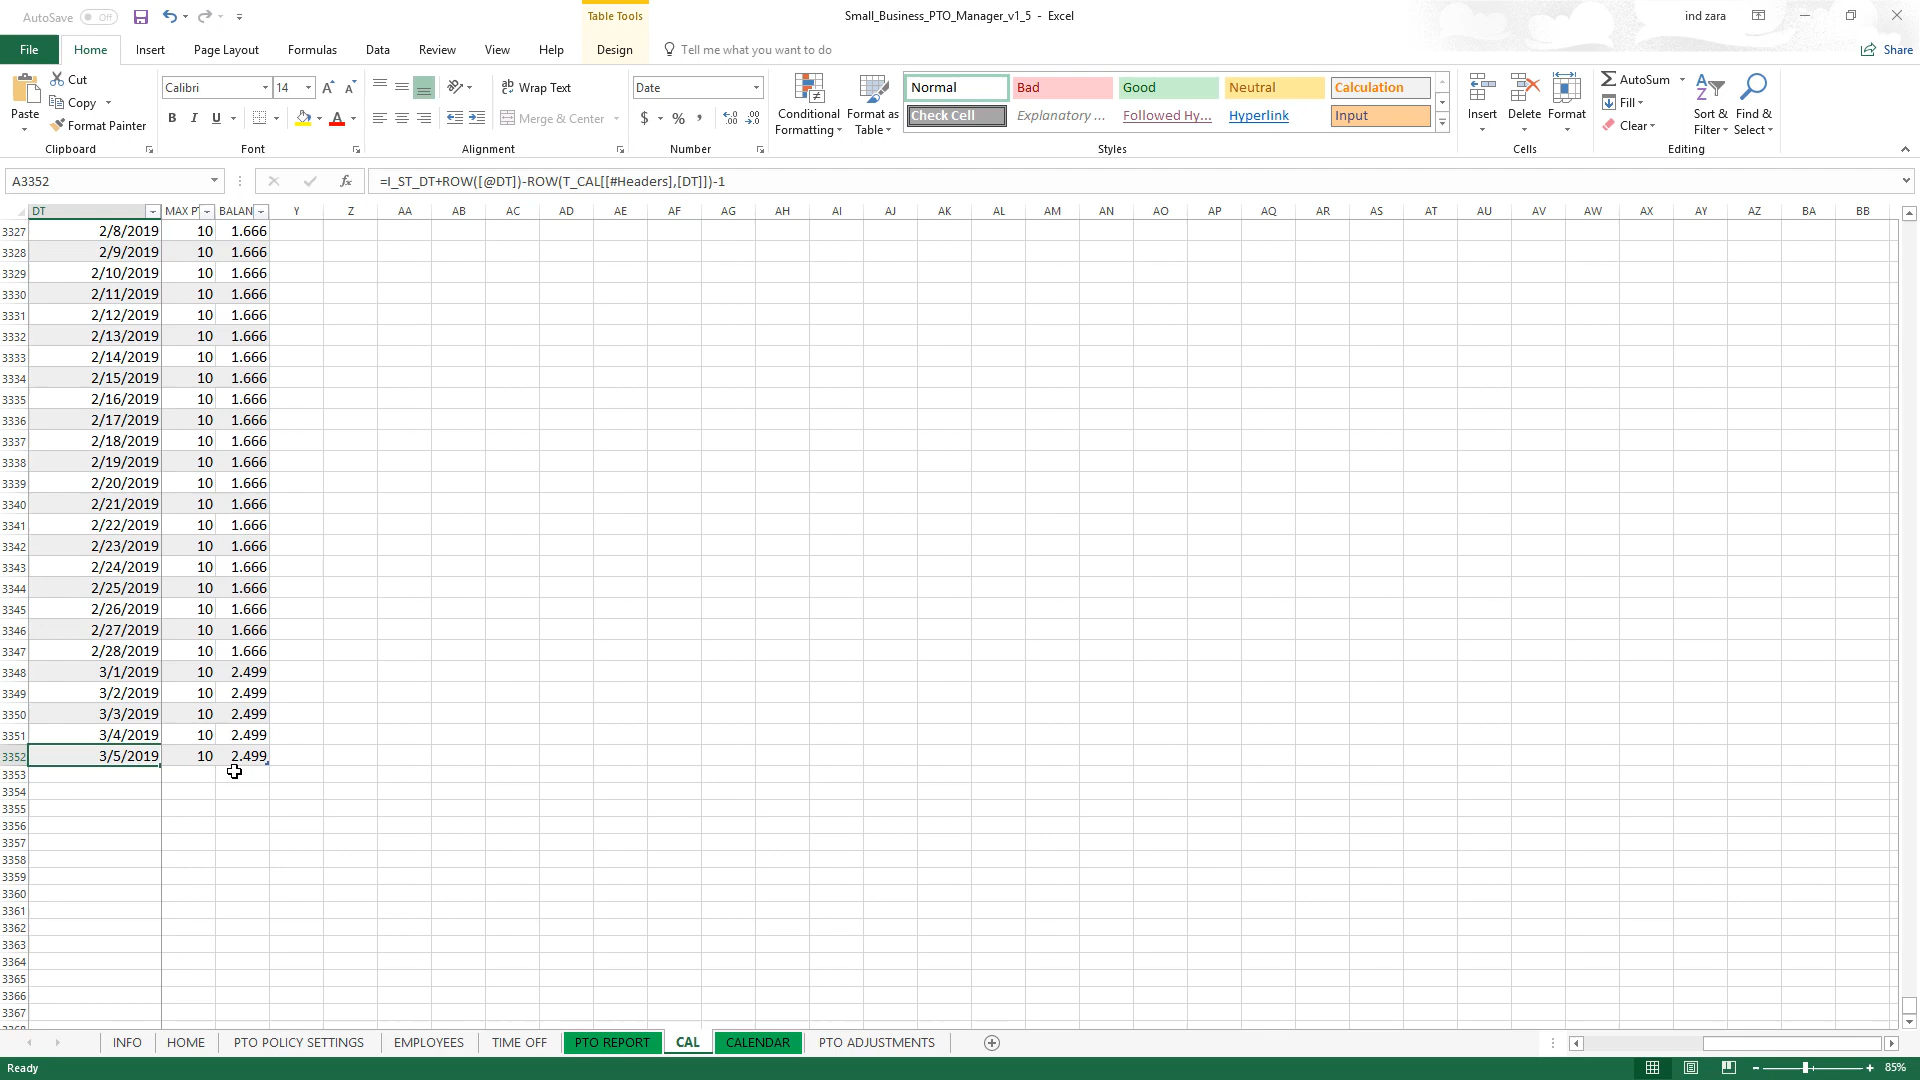 AutoSave Off
Table Tools
Small_Business_PTO_Manager_v1_5 - Excel
ind zara
File Home Insert Page Layout Formulas Data Review View Help Design Tell me what you want to do Share
Paste
Cut
Copy
Format Painter
Clipboard
Calibri 14
B I U
Font
Wrap Text
Merge & Center
Alignment
Date
$ % ,
Number
Conditional Formatting
Format as Table
Normal Bad Good Neutral Calculation
Check Cell Explanatory ... Followed Hy... Hyperlink Input
Styles
Insert Delete Format
Cells
AutoSum
Fill
Clear
Sort & Filter
Find & Select
Editing
A3352 fx =I_ST_DT+ROW([@DT])-ROW(T_CAL[[#Headers],[DT]])-1
DT MAX P BALAN Y Z AA AB AC AD AE AF AG AH AI AJ AK AL AM AN AO AP AQ AR AS AT AU AV AW AX AY AZ BA BB
3327 2/8/2019 10 1.666
3328 2/9/2019 10 1.666
3329 2/10/2019 10 1.666
3330 2/11/2019 10 1.666
3331 2/12/2019 10 1.666
3332 2/13/2019 10 1.666
3333 2/14/2019 10 1.666
3334 2/15/2019 10 1.666
3335 2/16/2019 10 1.666
3336 2/17/2019 10 1.666
3337 2/18/2019 10 1.666
3338 2/19/2019 10 1.666
3339 2/20/2019 10 1.666
3340 2/21/2019 10 1.666
3341 2/22/2019 10 1.666
3342 2/23/2019 10 1.666
3343 2/24/2019 10 1.666
3344 2/25/2019 10 1.666
3345 2/26/2019 10 1.666
3346 2/27/2019 10 1.666
3347 2/28/2019 10 1.666
3348 3/1/2019 10 2.499
3349 3/2/2019 10 2.499
3350 3/3/2019 10 2.499
3351 3/4/2019 10 2.499
3352 3/5/2019 10 2.499
3353
3354
3355
3356
3357
3358
3359
3360
3361
3362
3363
3364
3365
3366
3367
INFO HOME PTO POLICY SETTINGS EMPLOYEES TIME OFF PTO REPORT CAL CALENDAR PTO ADJUSTMENTS
Ready 85%